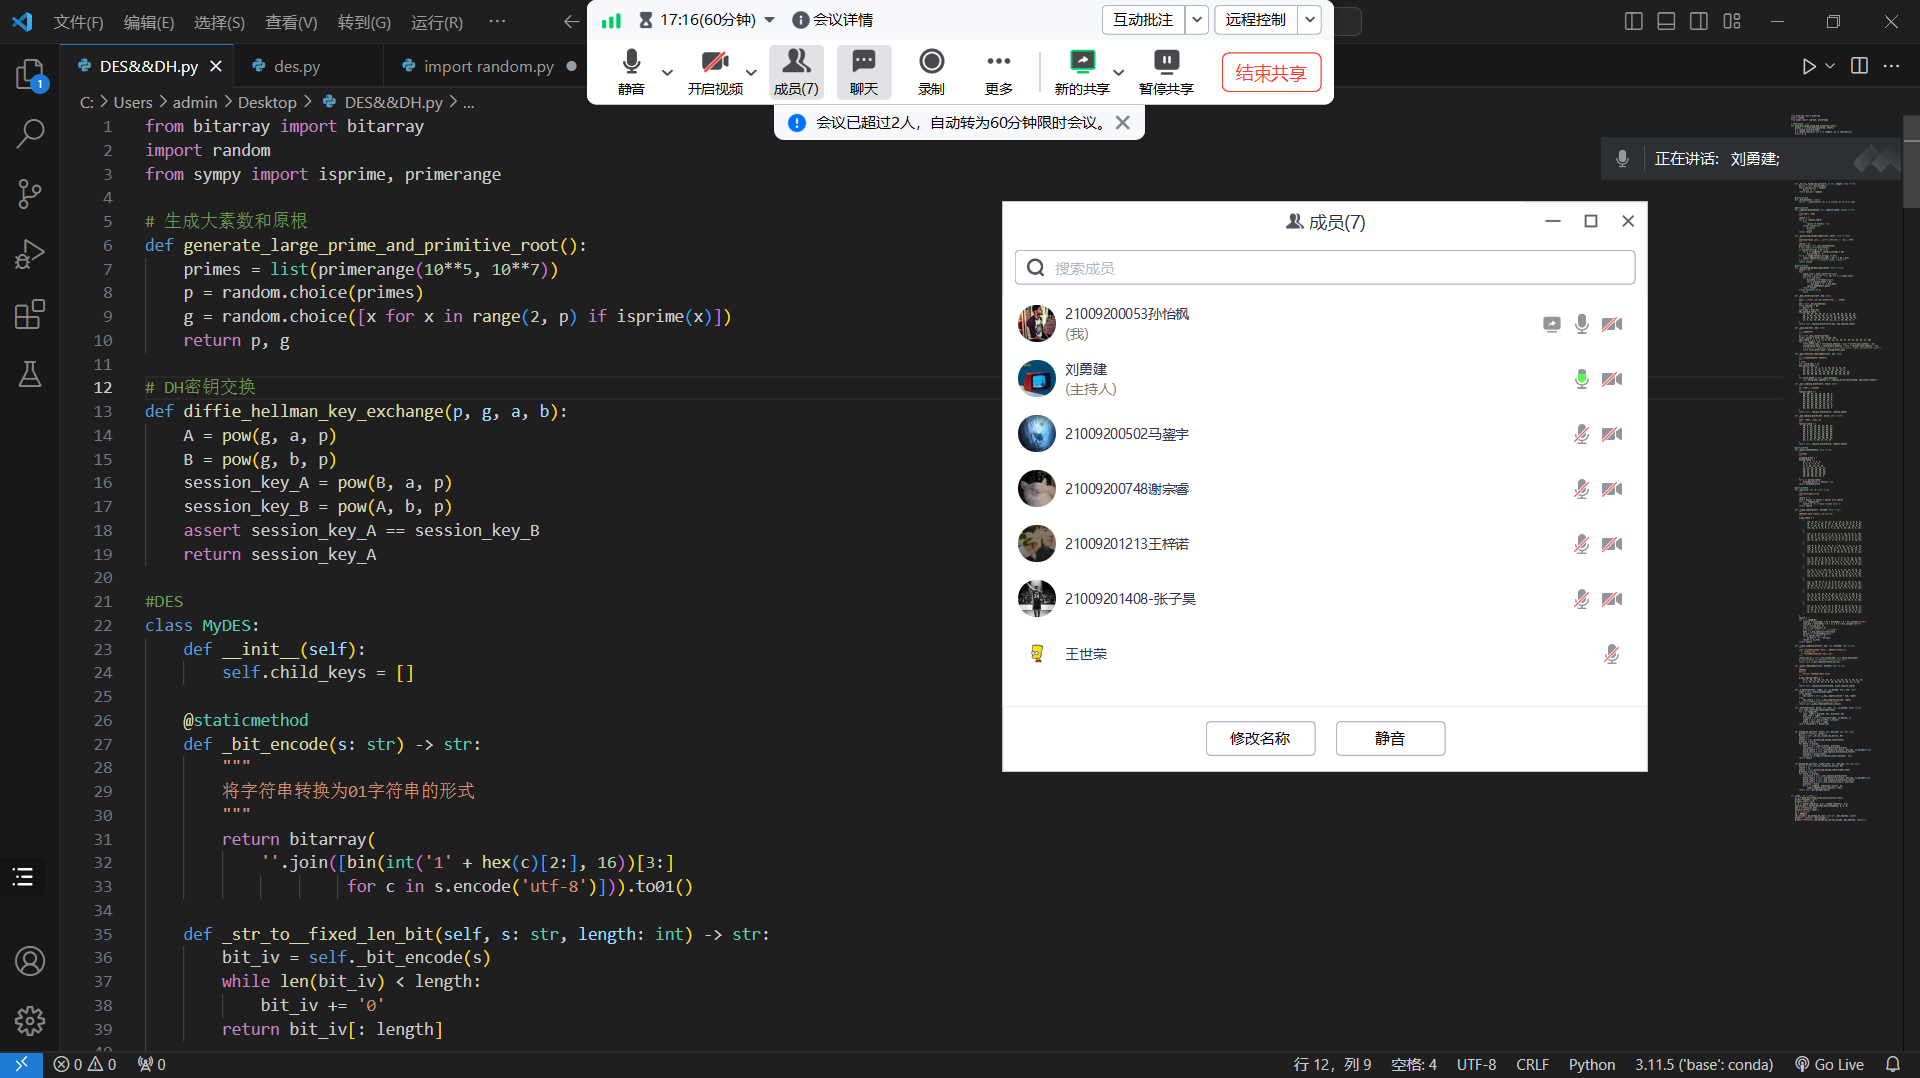 文件(F) 编辑(E) 选择(S) 查看(V) 转到(G) 运行(R) ···
17:16(60分钟) 会议详情 互动批注 远程控制
静音 开启视频 成员(7) 聊天 录制 更多 新的共享 暂停共享 结束共享
会议已超过2人，自动转为60分钟限时会议。
1
DES&&DH.py des.py import random.py
C: > Users > admin > Desktop > DES&&DH.py > ...
正在讲话: 刘勇建;
1 from bitarray import bitarray
2 import random
3 from sympy import isprime, primerange
4
5 # 生成大素数和原根
6 def generate_large_prime_and_primitive_root():
7 primes = list(primerange(10**5, 10**7))
8 p = random.choice(primes)
9 g = random.choice([x for x in range(2, p) if isprime(x)])
10 return p, g
11
12 # DH密钥交换
13 def diffie_hellman_key_exchange(p, g, a, b):
14 A = pow(g, a, p)
15 B = pow(g, b, p)
16 session_key_A = pow(B, a, p)
17 session_key_B = pow(A, b, p)
18 assert session_key_A == session_key_B
19 return session_key_A
20
21 #DES
22 class MyDES:
23 def __init__(self):
24 self.child_keys = []
25
26 @staticmethod
27 def _bit_encode(s: str) -> str:
28 """
29 将字符串转换为01字符串的形式
30 """
31 return bitarray(
32 ''.join([bin(int('1' + hex(c)[2:], 16))[3:]
33 for c in s.encode('utf-8')])).to01()
34
35 def _str_to__fixed_len_bit(self, s: str, length: int) -> str:
36 bit_iv = self._bit_encode(s)
37 while len(bit_iv) < length:
38 bit_iv += '0'
39 return bit_iv[: length]
成员(7)
搜索成员
21009200053孙怡枫
(我)
刘勇建
(主持人)
21009200502马鋆宇
21009200748谢宗睿
21009201213王梓诺
21009201408-张子昊
王世荣
修改名称 静音
0 0 0 行 12，列 9 空格: 4 UTF-8 CRLF Python 3.11.5 ('base': conda) Go Live